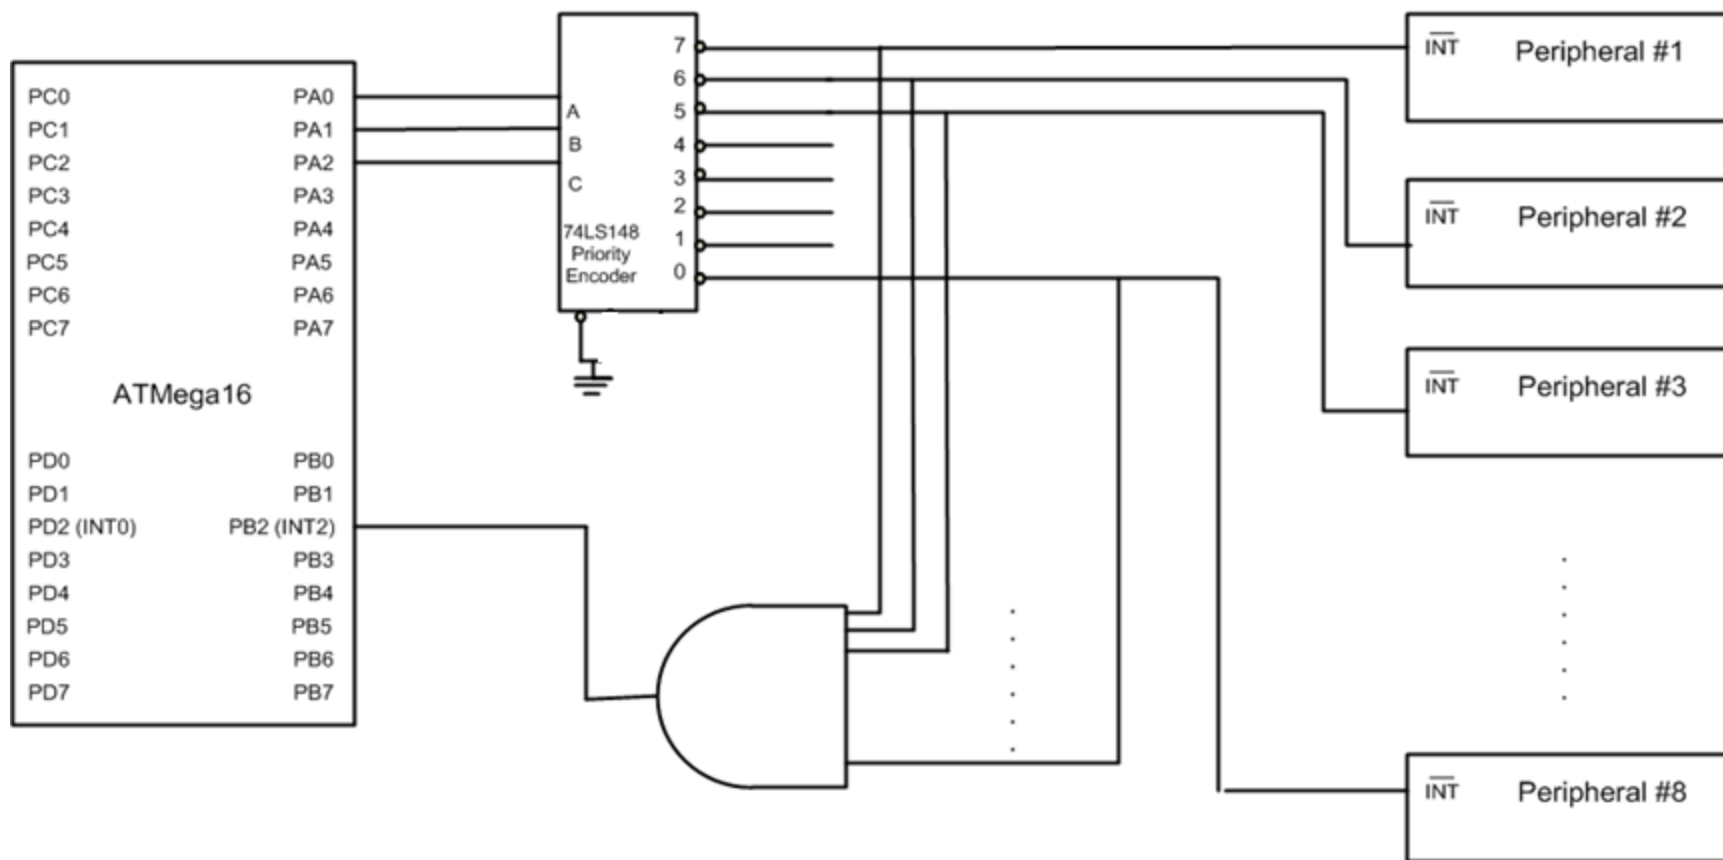 PC0 PA0
PC1 PA1
PC2 PA2
PC3 PA3
PC4 PA4
PC5 PA5
PC6 PA6
PC7 PA7
ATMega16
PD0 PB0
PD1 PB1
PD2 (INT0) PB2 (INT2)
PD3 PB3
PD4 PB4
PD5 PB5
PD6 PB6
PD7 PB7
7
6
A 5
B 4
C 3
2
74LS148 1
Priority
Encoder 0
INT Peripheral #1
INT Peripheral #2
INT Peripheral #3
INT Peripheral #8